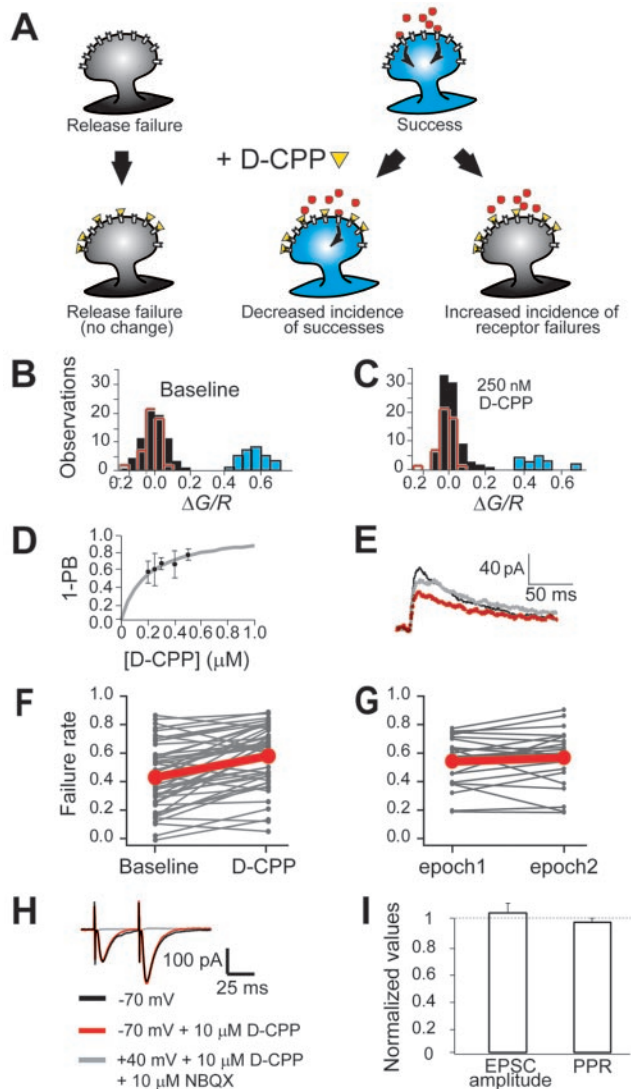 A
Release failure
Success
+ D-CPP
Release failure
(no change)
Decreased incidence
of successes
Increased incidence of
receptor failures
B
Baseline
Observations
30
20
10
0
0.2 0.0 0.2 0.4 0.6
ΔG/R
C
250 nM
D-CPP
30
20
10
0
0.2 0.0 0.2 0.4 0.6
ΔG/R
D
1-PB
1.0
0.8
0.6
0.4
0.2
0.0
0 0.2 0.4 0.6 0.8 1.0
[D-CPP] (μM)
E
40 pA
50 ms
F
Failure rate
1.0
0.8
0.6
0.4
0.2
0.0
Baseline D-CPP
G
1.0
0.8
0.6
0.4
0.2
0.0
epoch1 epoch2
H
100 pA
25 ms
-70 mV
-70 mV + 10 μM D-CPP
+40 mV + 10 μM D-CPP
+ 10 μM NBQX
I
Normalized values
1
0.8
0.6
0.4
0.2
0
EPSC
amplitude
PPR